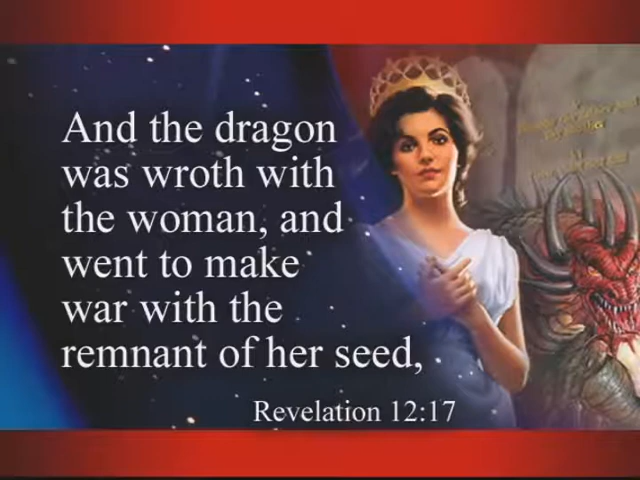 And the dragon
was wroth with
the woman, and
went to make
war with the
remnant of her seed,
Revelation 12:17